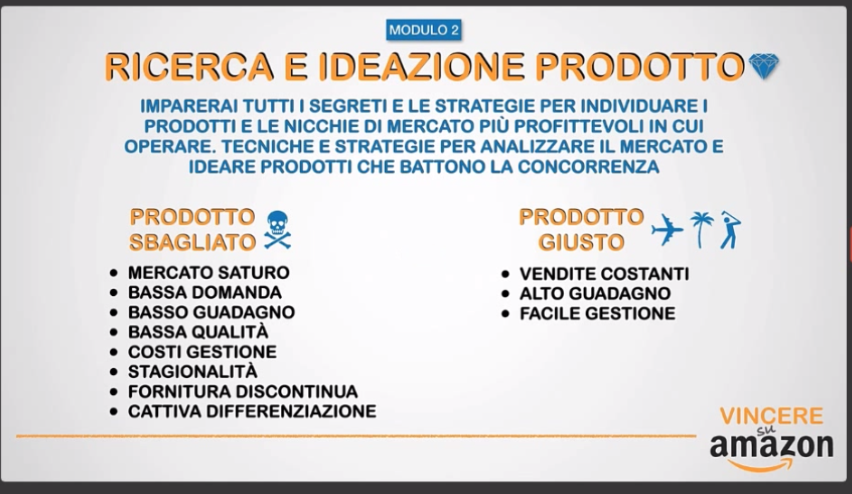 MODULO 2
RICERCA E IDEAZIONE PRODOTTO
IMPARERAI TUTTI I SEGRETI E LE STRATEGIE PER INDIVIDUARE I
PRODOTTI E LE NICCHIE DI MERCATO PIÙ PROFITTEVOLI IN CUI
OPERARE. TECNICHE E STRATEGIE PER ANALIZZARE IL MERCATO E
IDEARE PRODOTTI CHE BATTONO LA CONCORRENZA
PRODOTTO
SBAGLIATO
• MERCATO SATURO
• BASSA DOMANDA
• BASSO GUADAGNO
• BASSA QUALITÀ
• COSTI GESTIONE
• STAGIONALITÀ
• FORNITURA DISCONTINUA
• CATTIVA DIFFERENZIAZIONE
PRODOTTO
GIUSTO
• VENDITE COSTANTI
• ALTO GUADAGNO
• FACILE GESTIONE
VINCERE
su
amazon